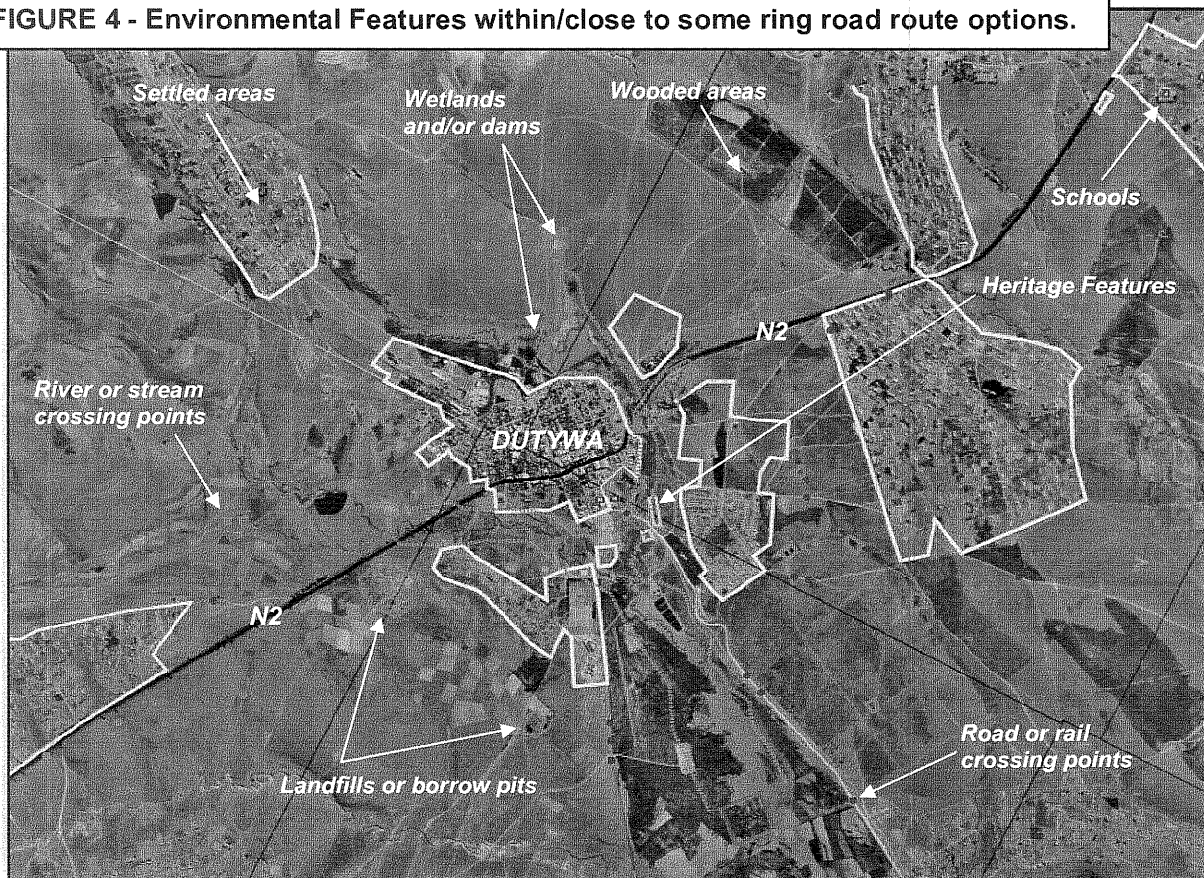 FIGURE 4 - Environmental Features within/close to some ring road route options.
Settled areas
Wetlands
and/or dams
Wooded areas
Schools
Heritage Features
N2
River or stream
crossing points
DUTYWA
N2
Landfills or borrow pits
Road or rail
crossing points